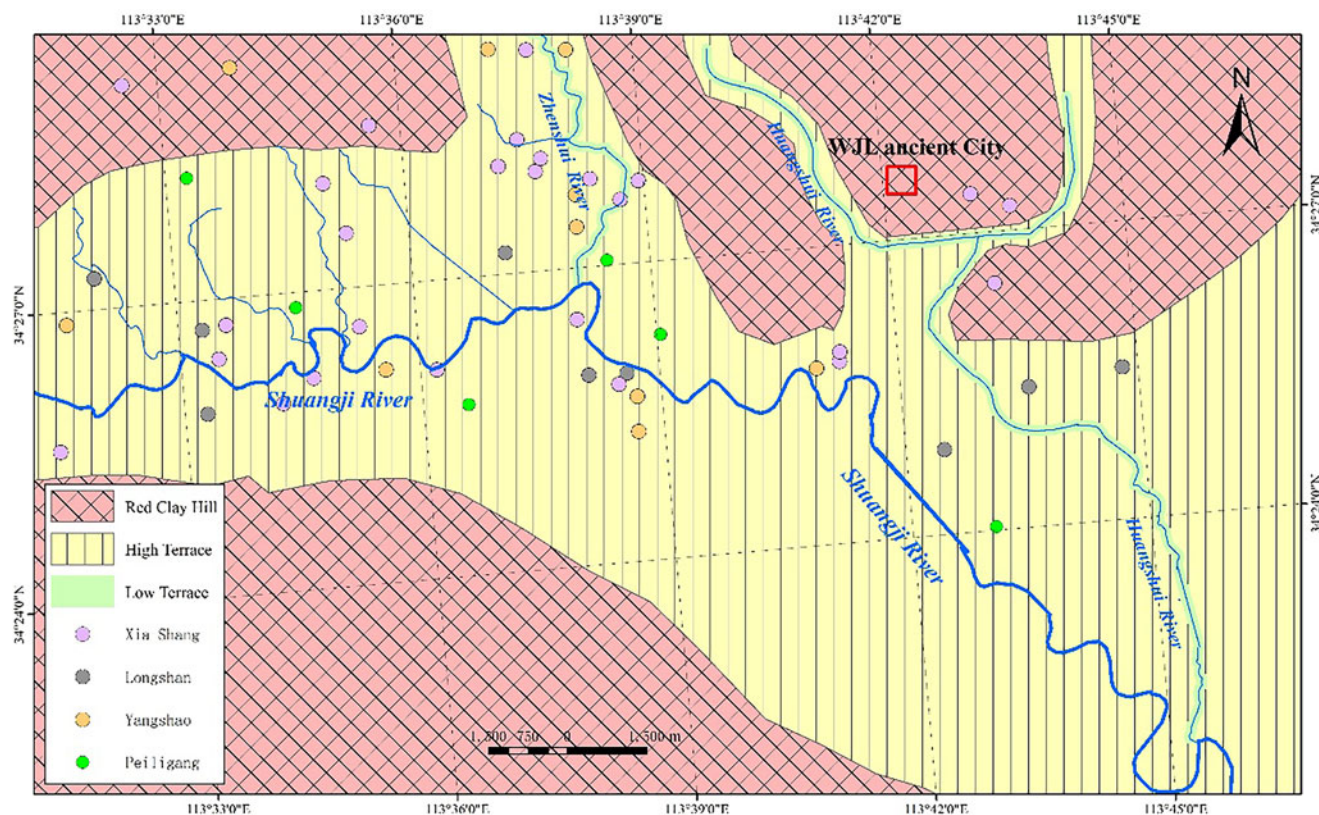 113°33'0"E
113°36'0"E
113°39'0"E
113°42'0"E
113°45'0"E
N
Zhenshui River
Huangshui River
WJL ancient City
34°27'0"N
34°27'0"N
Shuangji River
Shuangji River
Huangshui River
34°24'0"N
34°24'0"N
Red Clay Hill
High Terrace
Low Terrace
Xia Shang
Longshan
Yangshao
Peiligang
1,500 750 0 1,500 m
113°33'0"E
113°36'0"E
113°39'0"E
113°42'0"E
113°45'0"E